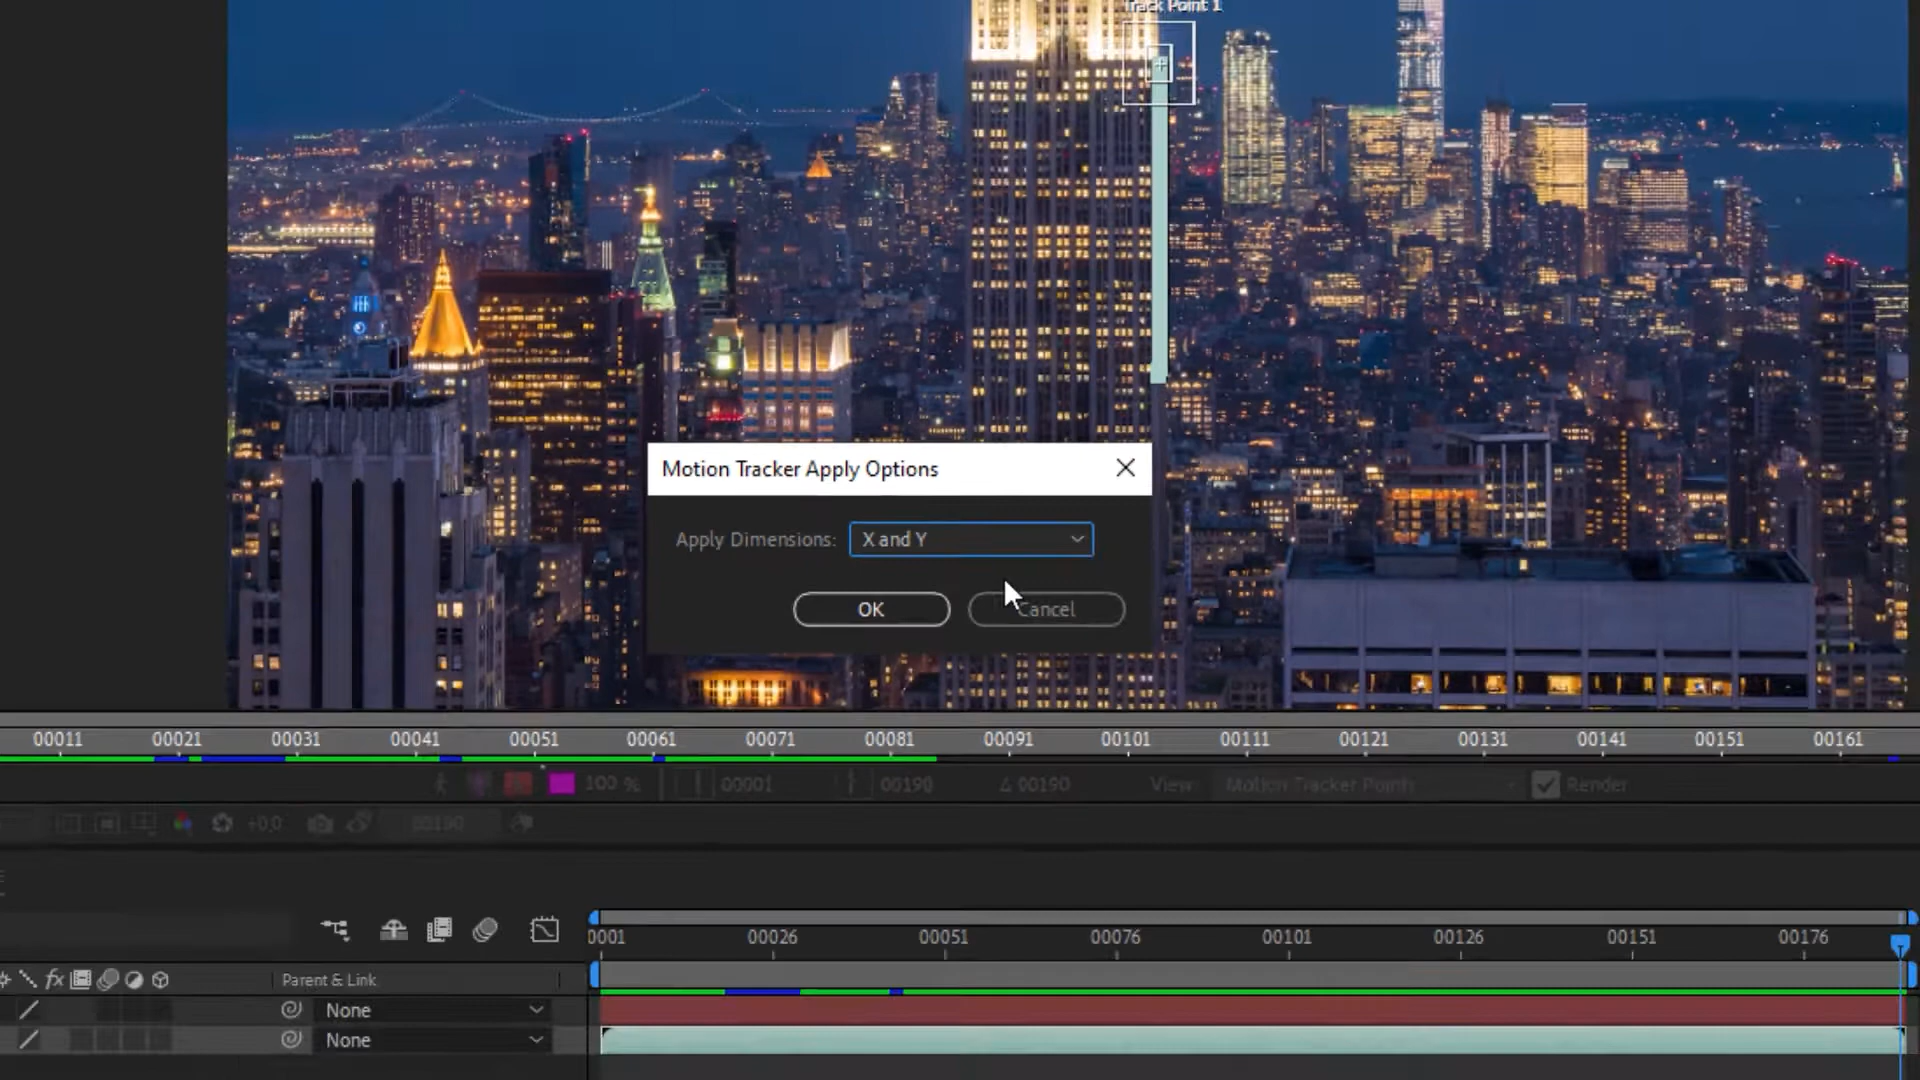 Track Point 1
Motion Tracker Apply Options
Apply Dimensions: X and Y
OK Cancel
00011 00021 00031 00041 00051 00061 00071 00081 00091 00101 00111 00121 00131 00141 00151 00161
100 % 00001 00190 Δ 00190 View: Motion Tracker Points Render
+0,0 00190
0001 00026 00051 00076 00101 00126 00151 00176
fx Parent & Link
None
None